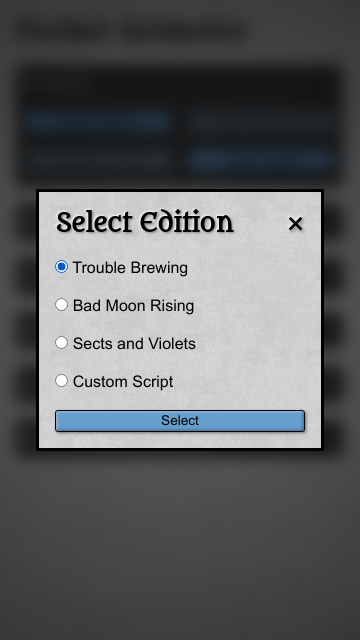 Select Edition
×
Trouble Brewing
Bad Moon Rising
Sects and Violets
Custom Script
Select